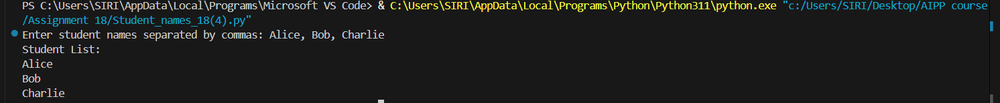 PS C:\Users\SIRI\AppData\Local\Programs\Microsoft VS Code> & C:\Users\SIRI\AppData\Local\Programs\Python\Python311\python.exe "c:/Users/SIRI/Desktop/AIPP course
/Assignment 18/Student_names_18(4).py"
Enter student names separated by commas: Alice, Bob, Charlie
Student List:
Alice
Bob
Charlie